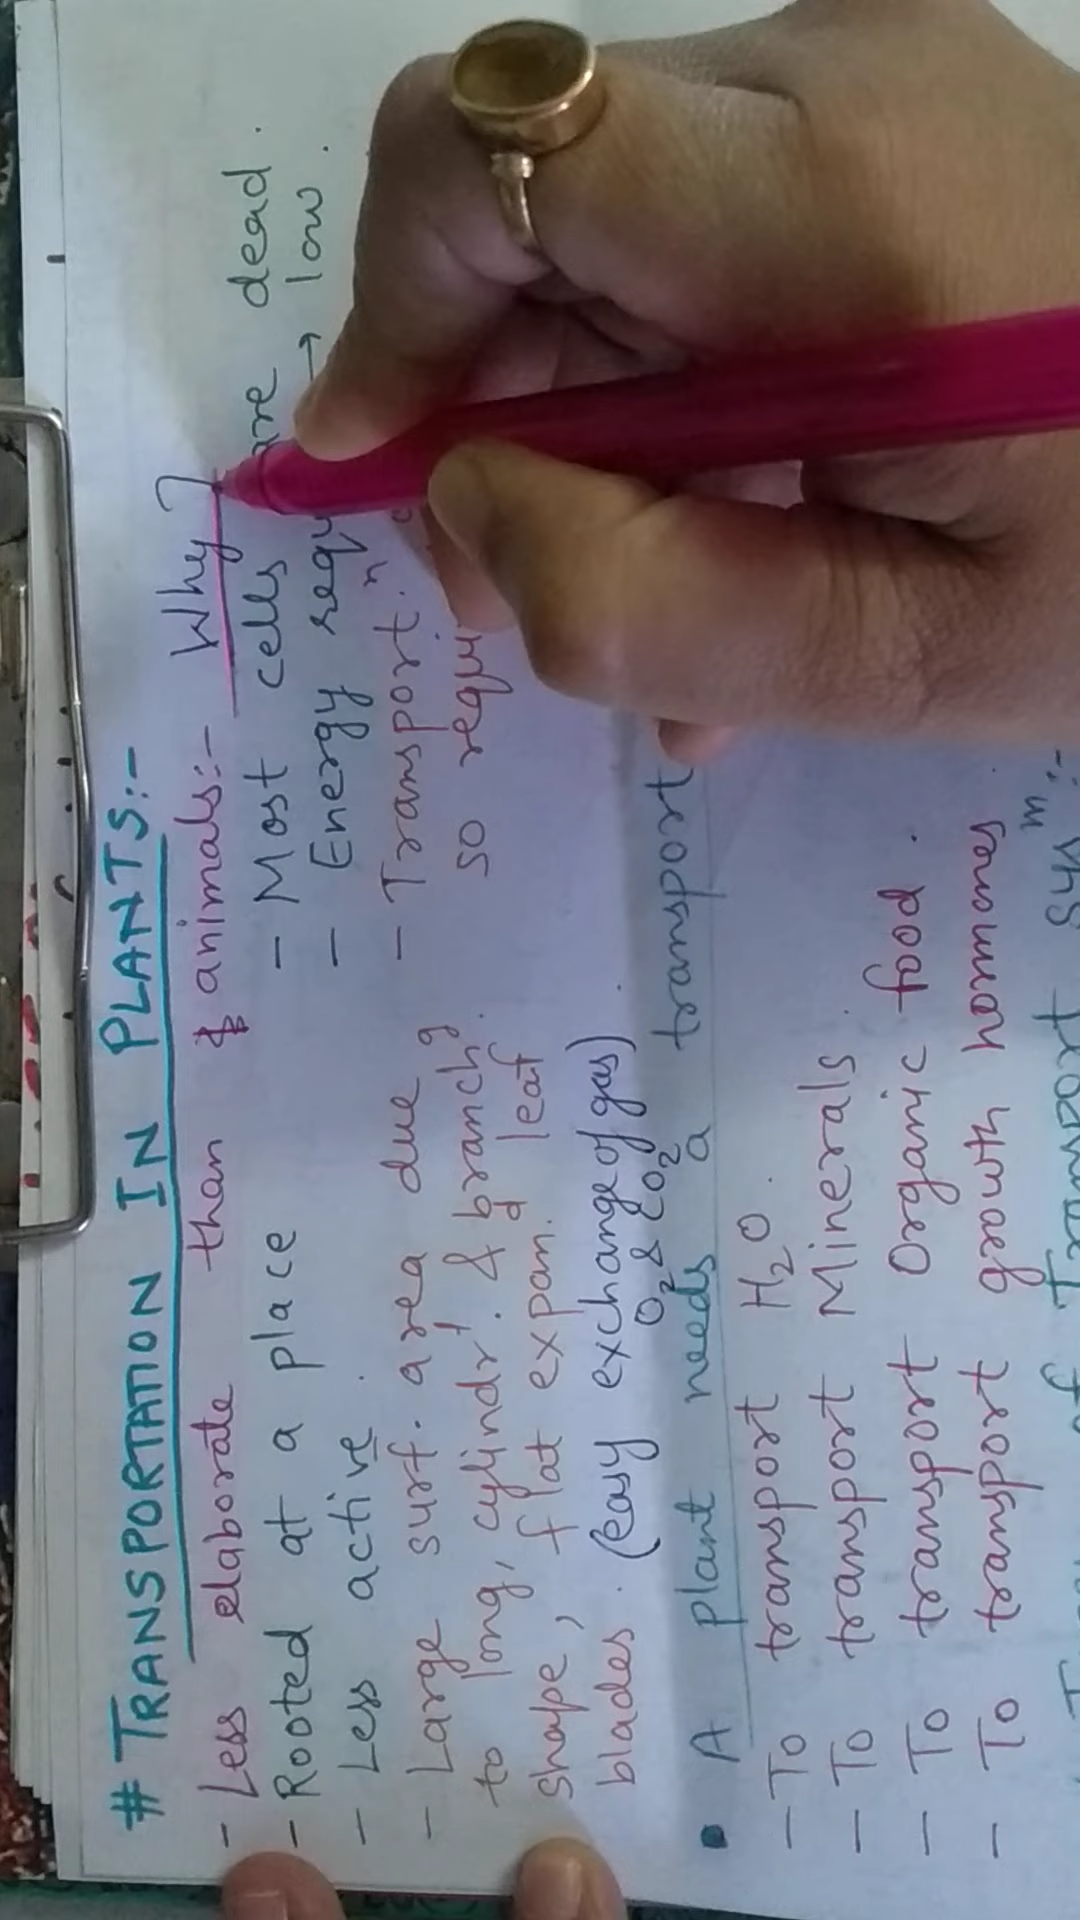 # TRANSPORTATION IN PLANTS:-
- Less elaborate than animals:- Why?
- Rooted at a place
- Less active.
- Large surf. area due
to long, cylindr.ˡ & branch.ᵍ
shape, flat expan.ᵈ leaf
blades. (easy exchange of gas)
O₂ & CO₂
- Most cells are dead.
- Energy requ → low.
- Transport.ⁿ
so requi
• A plant needs a transport
- To transport H₂O.
- To transport Minerals.
- To transport Organic food.
- To transport growth hormones.